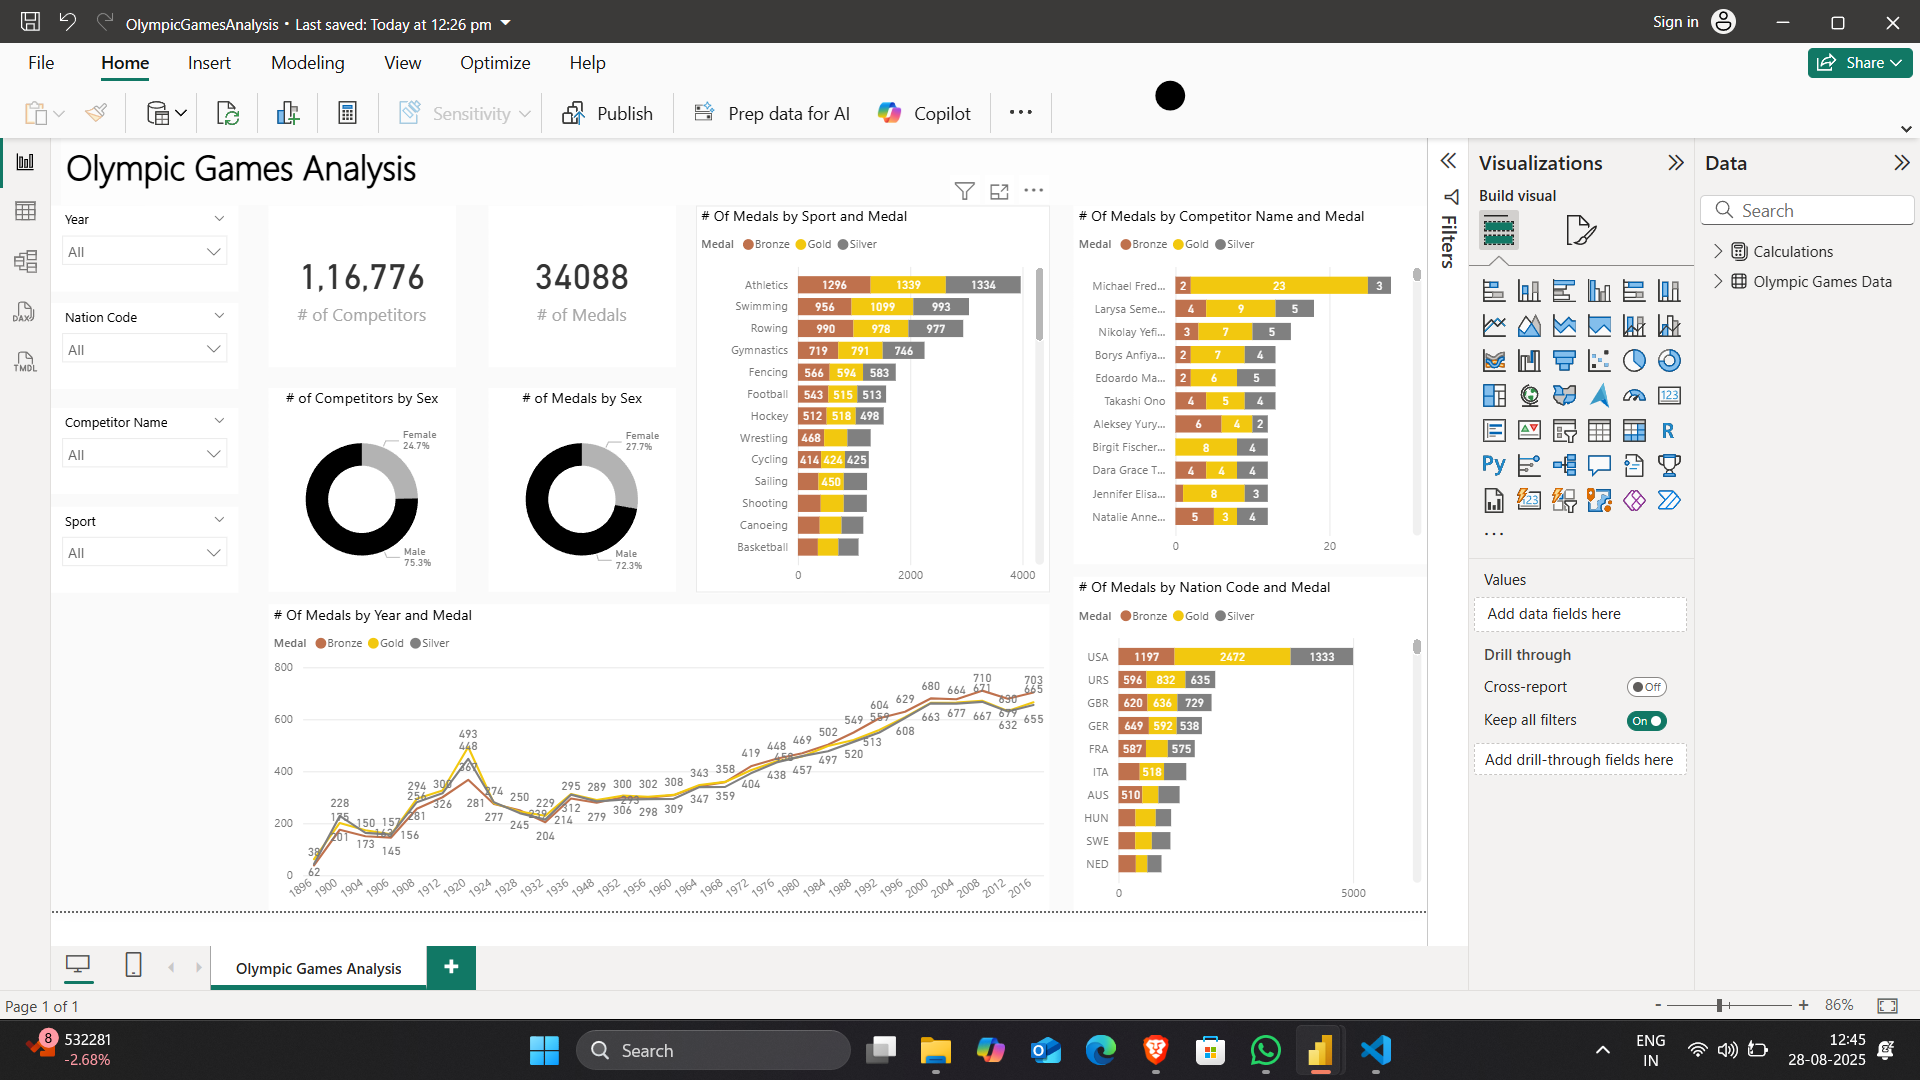 OlympicGamesAnalysis • Last saved: Today at 12:26 pm
Sign in
File Home Insert Modeling View Optimize Help
Share
Sensitivity Publish Prep data for AI Copilot
Olympic Games Analysis
Year
All
Nation Code
All
Competitor Name
All
Sport
All
1,16,776
# of Competitors
34088
# of Medals
# of Competitors by Sex
Female
24.7%
Male
75.3%
# of Medals by Sex
Female
27.7%
Male
72.3%
# Of Medals by Sport and Medal
Medal Bronze Gold Silver
Athletics 1296 1339 1334
Swimming 956 1099 993
Rowing 990 978 977
Gymnastics 719 791 746
Fencing 566 594 583
Football 543 515 513
Hockey 512 518 498
Wrestling 468
Cycling 414 424 425
Sailing 450
Shooting
Canoeing
Basketball
0 2000 4000
# Of Medals by Competitor Name and Medal
Medal Bronze Gold Silver
Michael Fred... 2 23 3
Larysa Seme... 4 9 5
Nikolay Yefi... 3 7 5
Borys Anfiya... 2 7 4
Edoardo Ma... 2 6 5
Takashi Ono 4 5 4
Aleksey Yury... 6 4 2
Birgit Fischer... 8 4
Dara Grace T... 4 4 4
Jennifer Elisa... 8 3
Natalie Anne... 5 3 4
0 20
# Of Medals by Year and Medal
Medal Bronze Gold Silver
800
600
400
200
0
38 62
228 175 201
150 173
157 163 145
294 256 281 156
300 326
493 448 367
281 274 277
250 245
229 239 204
295 312 214
289 279
300 293 306
302 298
308 309
343 347
358 359
419 404
448 438
469 458 457
502 497
549 520
604 559 513
629 608
680 663
664 677
710 671 667
630 679 632
703 665 655
1896 1900 1904 1906 1908 1912 1920 1924 1928 1932 1936 1948 1952 1956 1960 1964 1968 1972 1976 1980 1984 1988 1992 1996 2000 2004 2008 2012 2016
# Of Medals by Nation Code and Medal
Medal Bronze Gold Silver
USA 1197 2472 1333
URS 596 832 635
GBR 620 636 729
GER 649 592 538
FRA 587 575
ITA 518
AUS 510
HUN
SWE
NED
0 5000
Filters
Visualizations
Build visual
123
R
Py
123
...
Values
Add data fields here
Drill through
Cross-report Off
Keep all filters On
Add drill-through fields here
Data
Search
Calculations
Olympic Games Data
DAX
TMDL
Olympic Games Analysis
+
Page 1 of 1
- + 86%
8
532281
-2.68%
Search
ENG
IN
12:45
28-08-2025